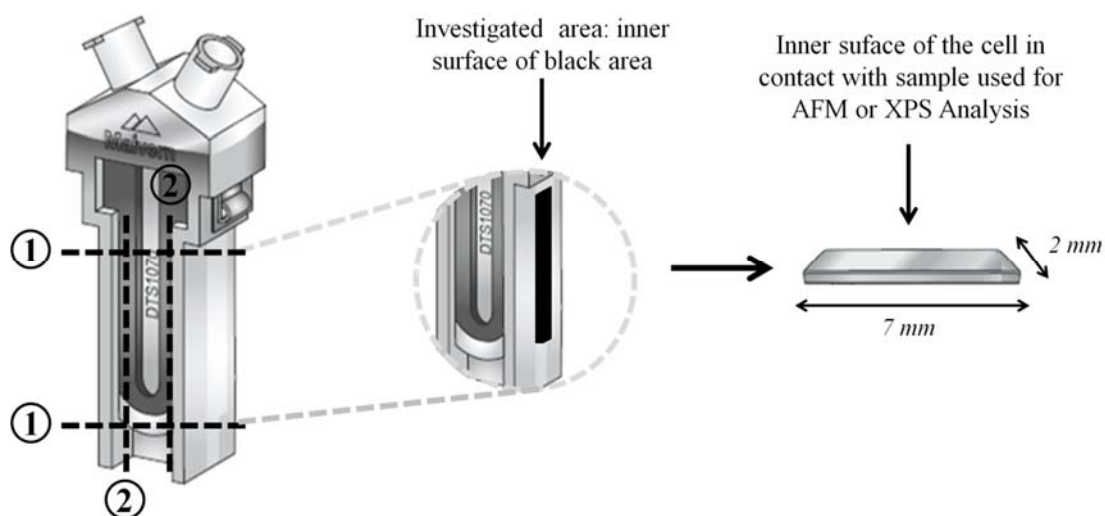 Investigated area: inner
surface of black area
Inner suface of the cell in
contact with sample used for
AFM or XPS Analysis
Malvern
2
1
DTS1070
DTS1070
2 mm
7 mm
1
2